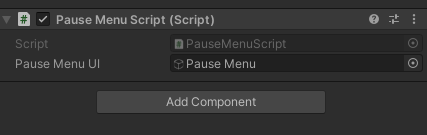 Pause Menu Script (Script)
Script PauseMenuScript
Pause Menu UI Pause Menu
Add Component